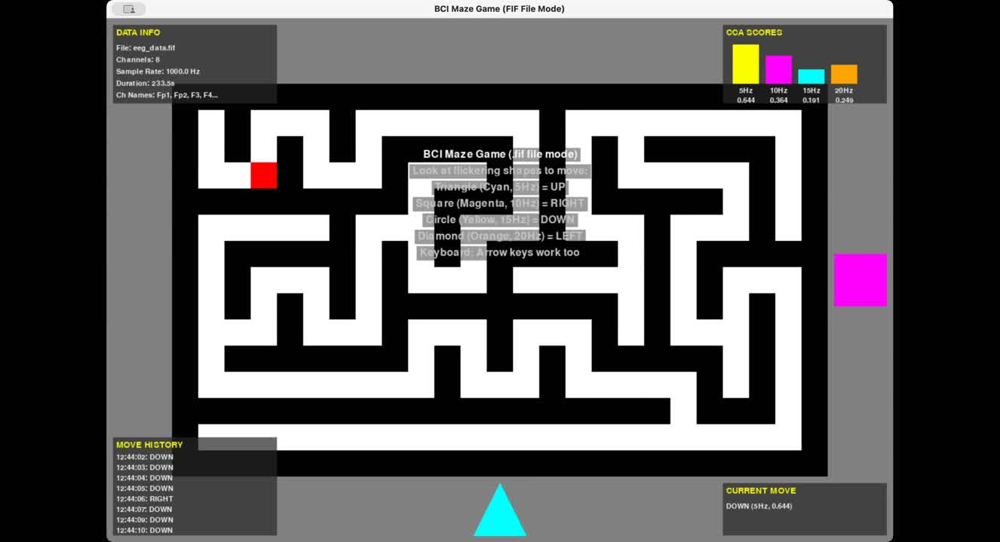 BCI Maze Game (FIF File Mode)
DATA INFO
File: eeg_data.fif
Channels: 8
Sample Rate: 1000.0 Hz
Duration: 233.5s
Ch Names: Fp1, Fp2, F3, F4...
CCA SCORES
5Hz 10Hz 15Hz 20Hz
0.644 0.364 0.191 0.249
BCI Maze Game (.fif file mode)
Look at flickering shapes to move:
Triangle (Cyan, 5Hz) = UP
Square (Magenta, 10Hz) = RIGHT
Circle (Yellow, 15Hz) = DOWN
Diamond (Orange, 20Hz) = LEFT
Keyboard: Arrow keys work too
MOVE HISTORY
12:44:02: DOWN
12:44:03: DOWN
12:44:04: DOWN
12:44:05: DOWN
12:44:06: RIGHT
12:44:07: DOWN
12:44:09: DOWN
12:44:10: DOWN
CURRENT MOVE
DOWN (5Hz, 0.644)